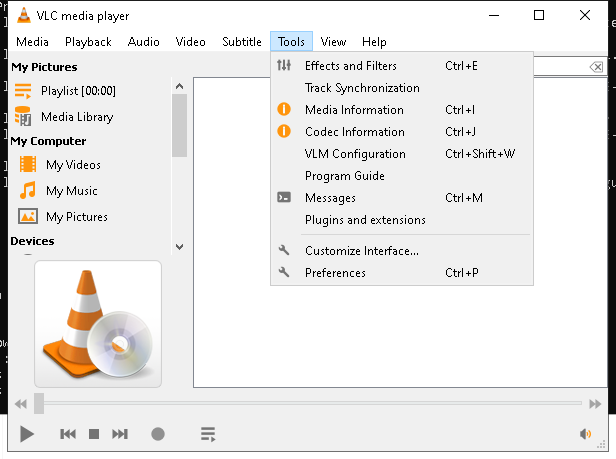 VLC media player
Media Playback Audio Video Subtitle Tools View Help
My Pictures
Playlist [00:00]
Media Library
My Computer
My Videos
My Music
My Pictures
Devices
Effects and Filters Ctrl+E
Track Synchronization
Media Information Ctrl+I
Codec Information Ctrl+J
VLM Configuration Ctrl+Shift+W
Program Guide
Messages Ctrl+M
Plugins and extensions
Customize Interface...
Preferences Ctrl+P